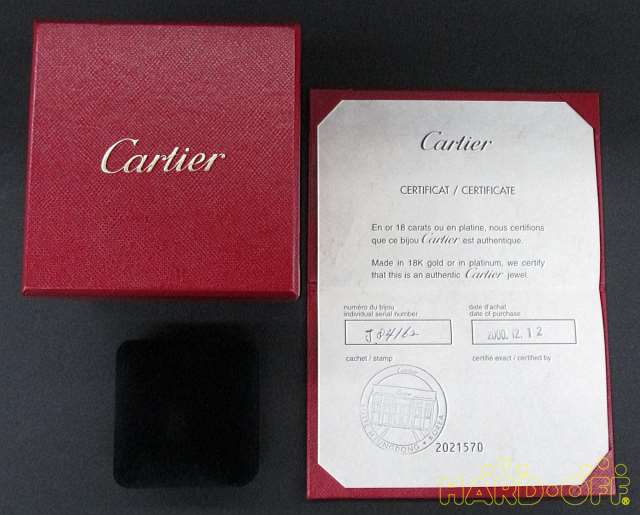 Cartier
Cartier
CERTIFICAT / CERTIFICATE
En or 18 carats ou en platine, nous certifions
que ce bijou Cartier est authentique.
Made in 18K gold or in platinum, we certify
that this is an authentic Cartier jewel.
numéro du bijou
individual serial number
date d'achat
date of purchase
2000.12.12
cachet / stamp
certifié exact / certified by
Cartier
Cartier
KOREA
2021570
HARD-OFF